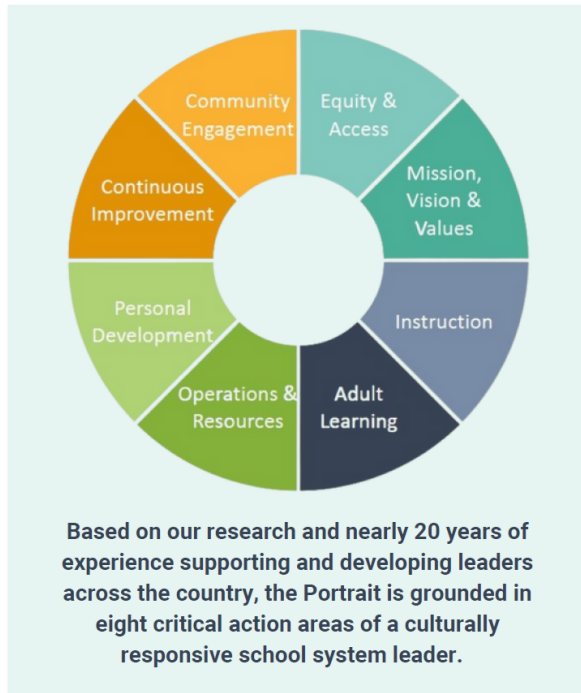 Community
Engagement
Equity &
Access
Mission,
Vision &
Values
Instruction
Adult
Learning
Operations &
Resources
Personal
Development
Continuous
Improvement
Based on our research and nearly 20 years of
experience supporting and developing leaders
across the country, the Portrait is grounded in
eight critical action areas of a culturally
responsive school system leader.